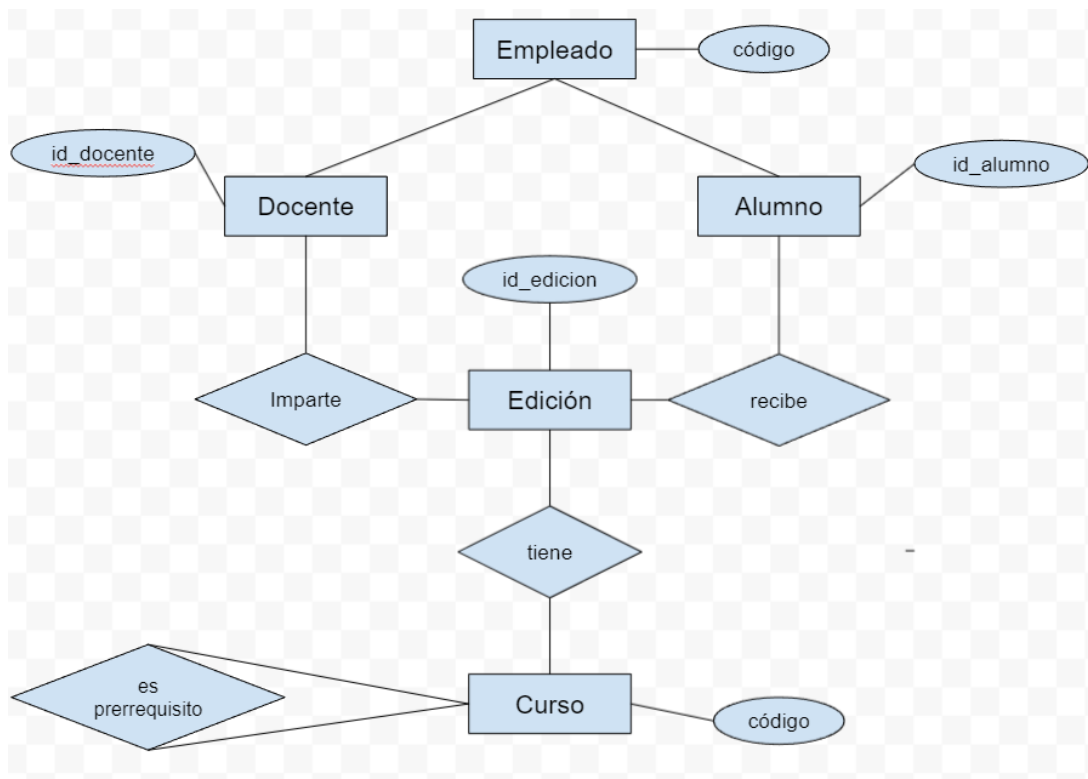 Empleado
código
id_docente
id_alumno
Docente
Alumno
id_edicion
Imparte
Edición
recibe
tiene
es
prerrequisito
Curso
código